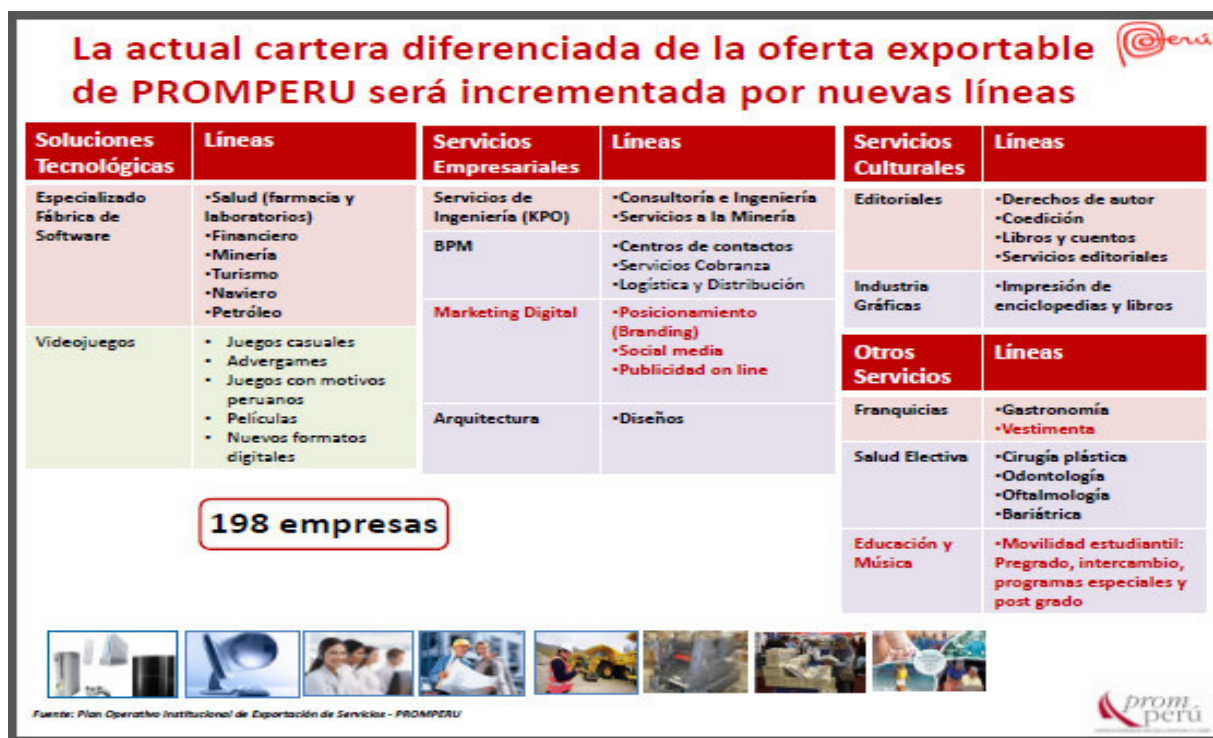 La actual cartera diferenciada de la oferta exportable
de PROMPERU será incrementada por nuevas líneas
Perú
Soluciones
Tecnológicas
Líneas
Especializado
Fábrica de
Software
•Salud (farmacia y
laboratorios)
•Financiero
•Minería
•Turismo
•Naviero
•Petróleo
Videojuegos
• Juegos casuales
• Advergames
• Juegos con motivos
peruanos
• Películas
• Nuevos formatos
digitales
Servicios
Empresariales
Líneas
Servicios de
Ingeniería (KPO)
•Consultoría e Ingeniería
•Servicios a la Minería
BPM
•Centros de contactos
•Servicios Cobranza
•Logística y Distribución
Marketing Digital
•Posicionamiento
(Branding)
•Social media
•Publicidad on line
Arquitectura
•Diseños
Servicios
Culturales
Líneas
Editoriales
•Derechos de autor
•Coedición
•Libros y cuentos
•Servicios editoriales
Industria
Gráficas
•Impresión de
enciclopedias y libros
Otros
Servicios
Líneas
Franquicias
•Gastronomía
•Vestimenta
Salud Electiva
•Cirugía plástica
•Odontología
•Oftalmología
•Bariátrica
Educación y
Música
•Movilidad estudiantil:
Pregrado, intercambio,
programas especiales y
post grado
198 empresas
Fuente: Plan Operativo Institucional de Exportación de Servicios - PROMPERU
prom
perú